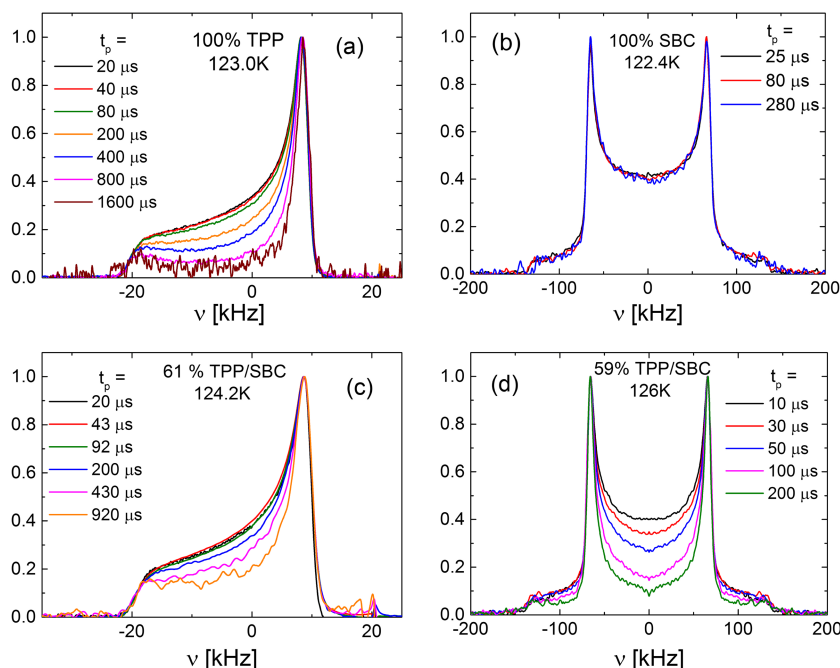 (a)
100% TPP
123.0K
t_p =
20 μs
40 μs
80 μs
200 μs
400 μs
800 μs
1600 μs
1.0
0.8
0.6
0.4
0.2
0.0
-20
0
20
ν [kHz]
(b)
100% SBC
122.4K
t_p =
25 μs
80 μs
280 μs
1.0
0.8
0.6
0.4
0.2
0.0
-200
-100
0
100
200
ν [kHz]
(c)
61 % TPP/SBC
124.2K
t_p =
20 μs
43 μs
92 μs
200 μs
430 μs
920 μs
1.0
0.8
0.6
0.4
0.2
0.0
-20
0
20
ν [kHz]
(d)
59% TPP/SBC
126K
t_p =
10 μs
30 μs
50 μs
100 μs
200 μs
1.0
0.8
0.6
0.4
0.2
0.0
-200
-100
0
100
200
ν [kHz]